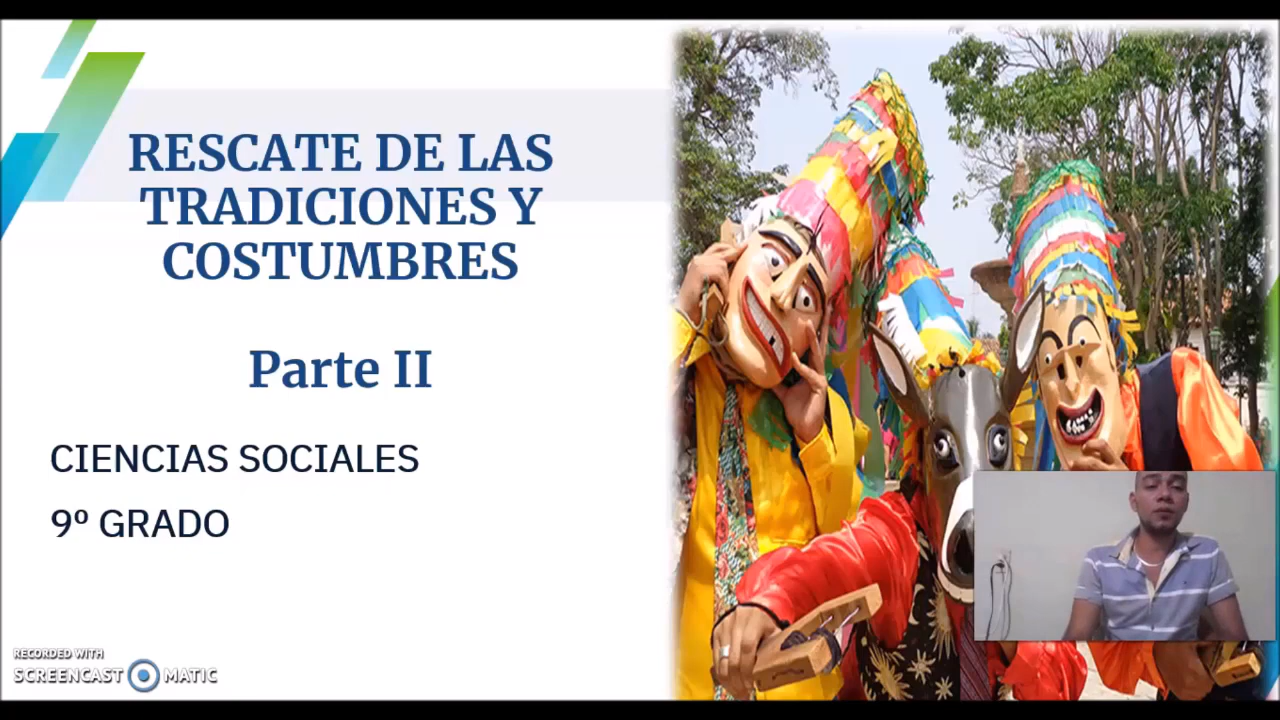 RESCATE DE LAS
TRADICIONES Y
COSTUMBRES
Parte II
CIENCIAS SOCIALES
9º GRADO
RECORDED WITH
SCREENCAST MATIC